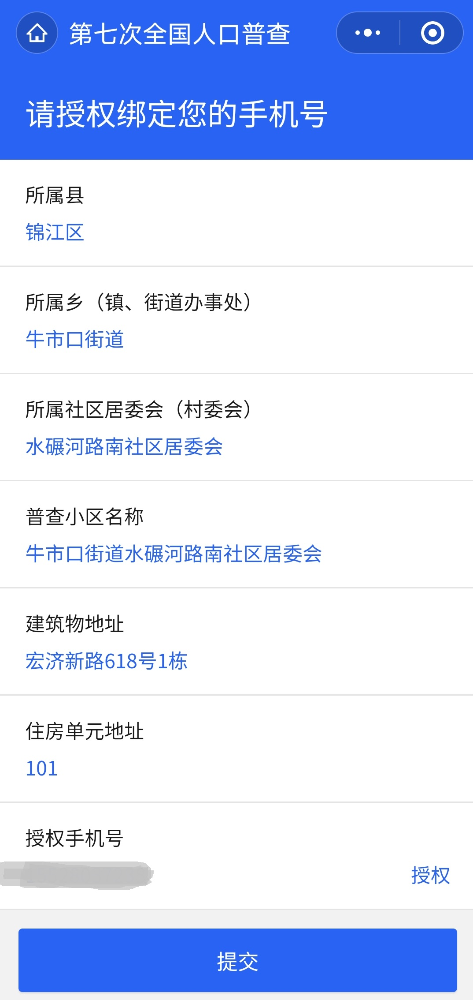 第七次全国人口普查
请授权绑定您的手机号
所属县
锦江区
所属乡（镇、街道办事处）
牛市口街道
所属社区居委会（村委会）
水碾河路南社区居委会
普查小区名称
牛市口街道水碾河路南社区居委会
建筑物地址
宏济新路618号1栋
住房单元地址
101
授权手机号
授权
提交